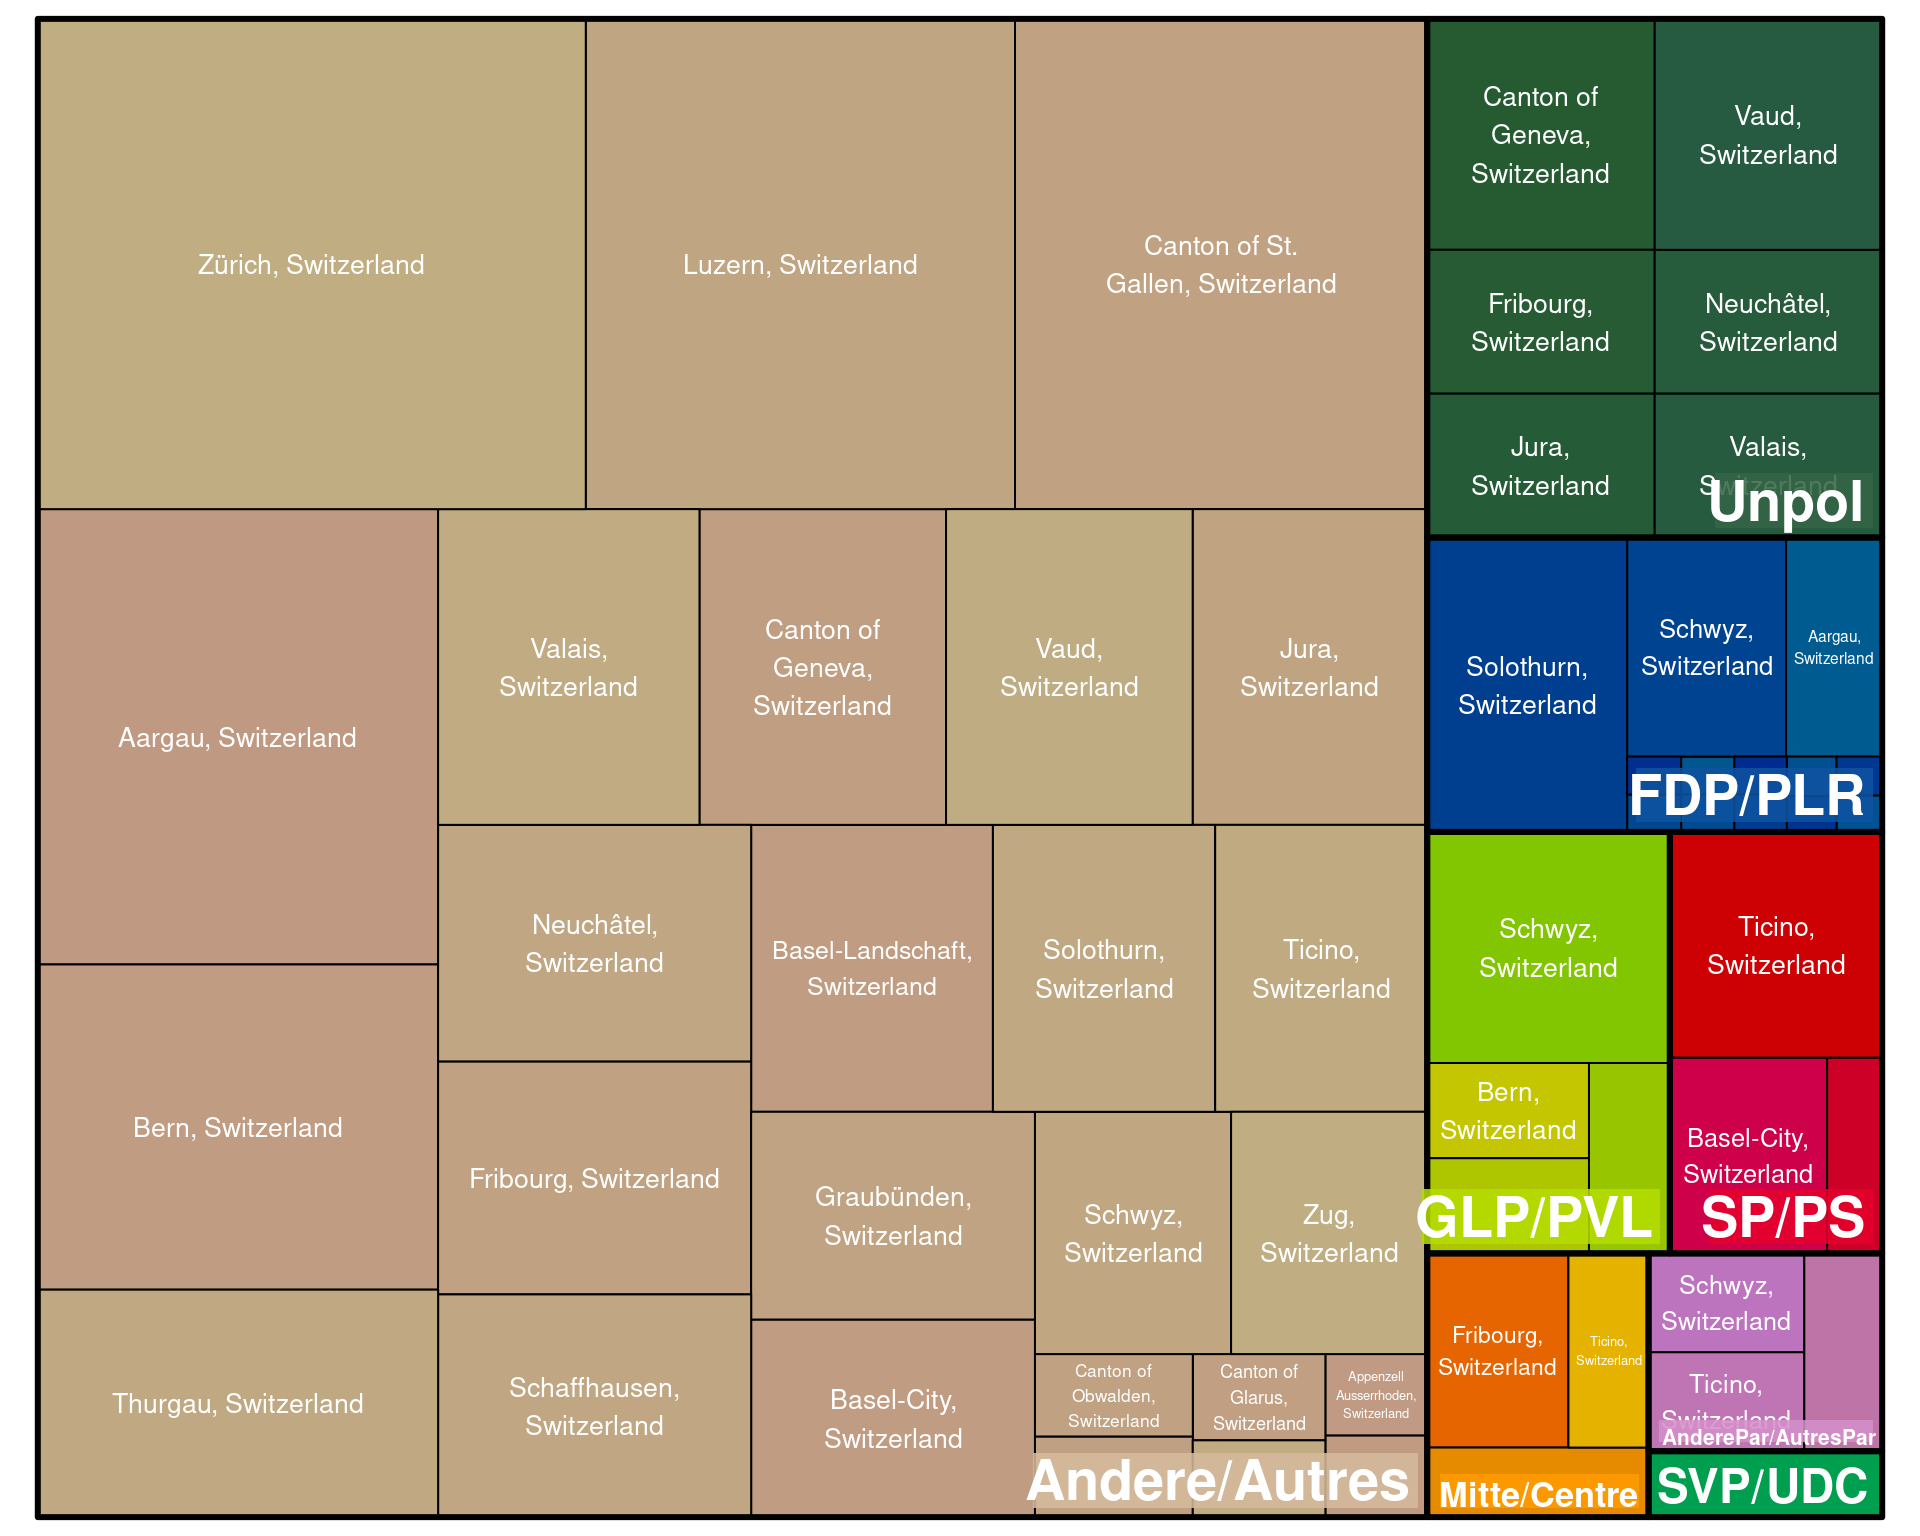 Zürich, Switzerland
Luzern, Switzerland
Canton of St.
Gallen, Switzerland
Aargau, Switzerland
Bern, Switzerland
Thurgau, Switzerland
Valais,
Switzerland
Canton of
Geneva,
Switzerland
Vaud,
Switzerland
Jura,
Switzerland
Neuchâtel,
Switzerland
Fribourg, Switzerland
Schaffhausen,
Switzerland
Basel-Landschaft,
Switzerland
Solothurn,
Switzerland
Ticino,
Switzerland
Graubünden,
Switzerland
Basel-City,
Switzerland
Schwyz,
Switzerland
Zug,
Switzerland
Canton of
Obwalden,
Switzerland
Canton of
Glarus,
Switzerland
Appenzell
Ausserrhoden,
Switzerland
Andere/Autres
Canton of
Geneva,
Switzerland
Vaud,
Switzerland
Fribourg,
Switzerland
Neuchâtel,
Switzerland
Jura,
Switzerland
Valais,
Switzerland
Unpol
Solothurn,
Switzerland
Schwyz,
Switzerland
Aargau,
Switzerland
FDP/PLR
Schwyz,
Switzerland
Bern,
Switzerland
GLP/PVL
Ticino,
Switzerland
Basel-City,
Switzerland
SP/PS
Fribourg,
Switzerland
Ticino,
Switzerland
Mitte/Centre
Schwyz,
Switzerland
Ticino,
Switzerland
AnderePar/AutresPar
SVP/UDC